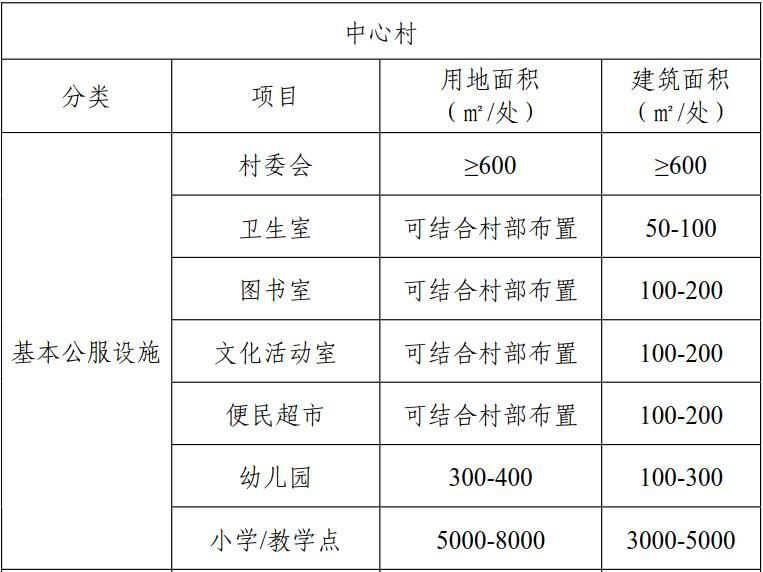 中心村
分类 项目 用地面积（㎡/处） 建筑面积（㎡/处）
基本公服设施
村委会 ≥600 ≥600
卫生室 可结合村部布置 50-100
图书室 可结合村部布置 100-200
文化活动室 可结合村部布置 100-200
便民超市 可结合村部布置 100-200
幼儿园 300-400 100-300
小学/教学点 5000-8000 3000-5000